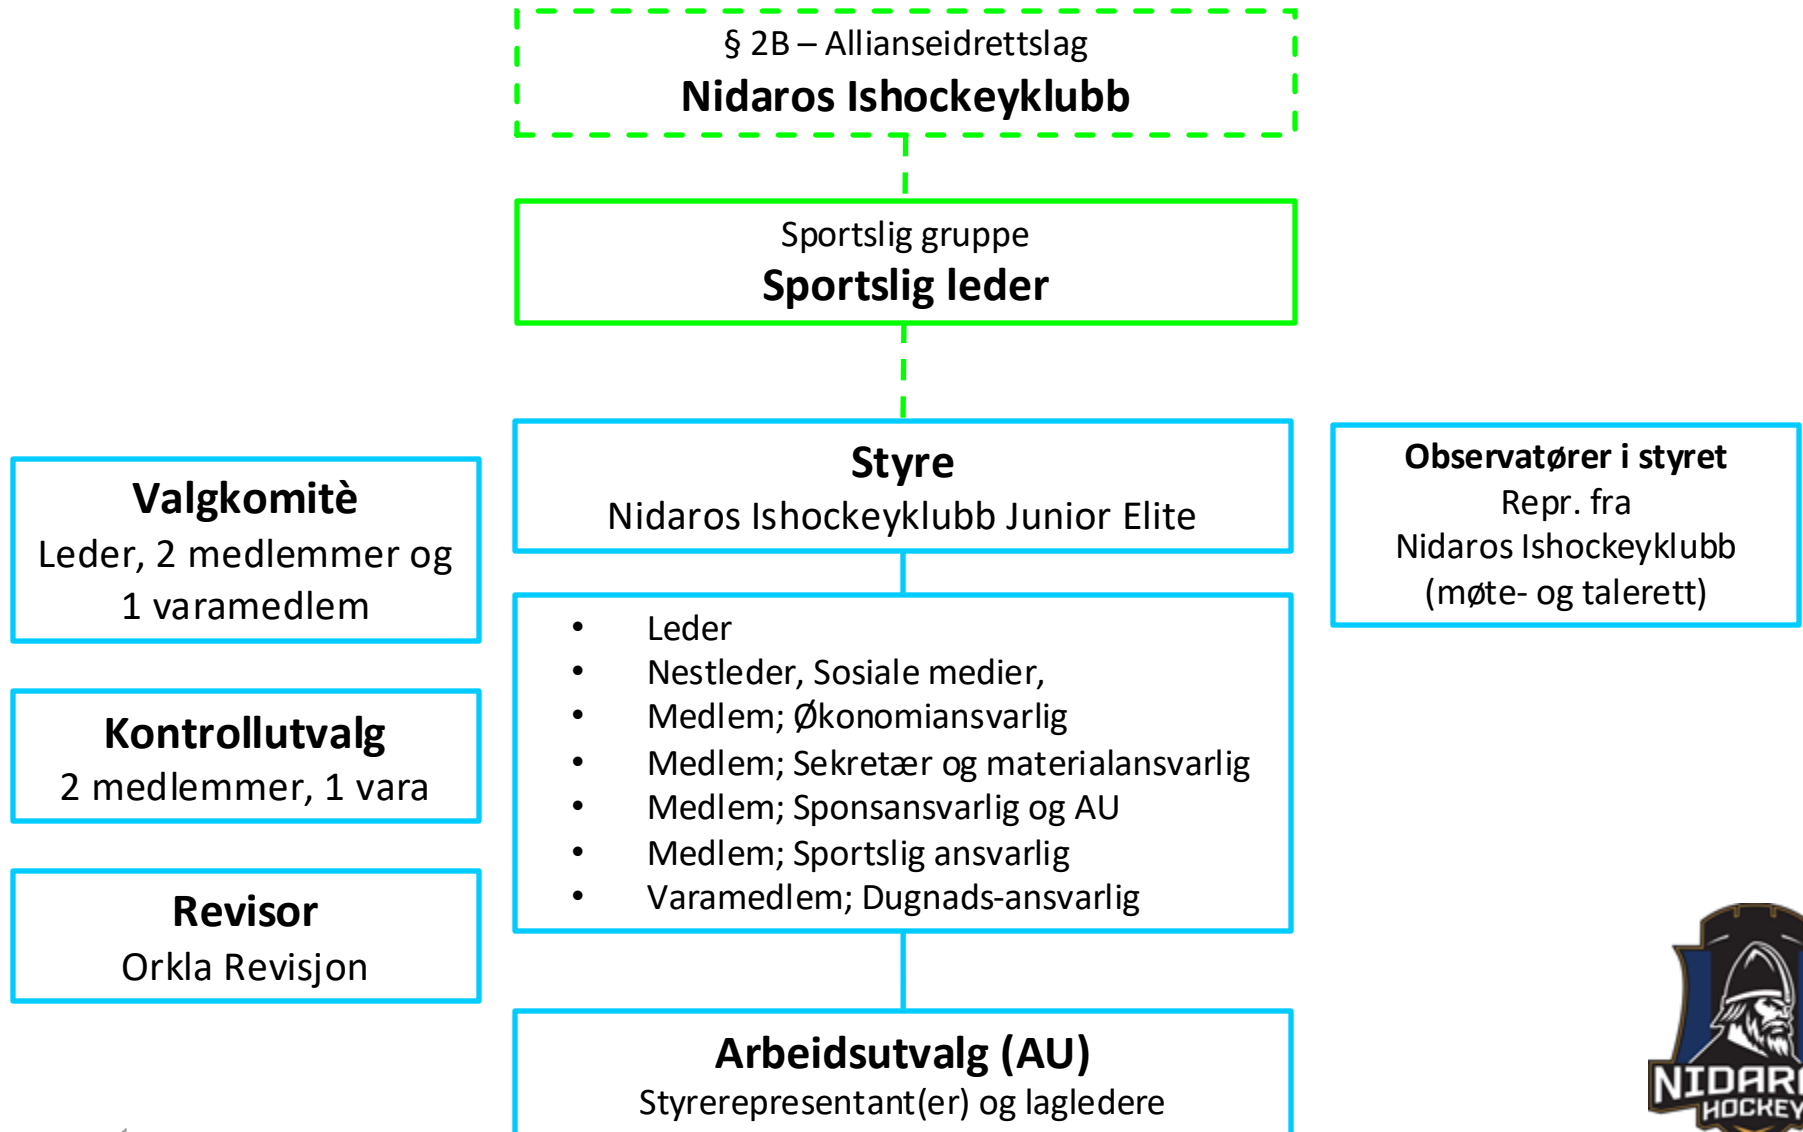 § 2B – Allianseidrettslag
Nidaros Ishockeyklubb
Sportslig gruppe
Sportslig leder
Styre
Nidaros Ishockeyklubb Junior Elite
Observatører i styret
Repr. fra
Nidaros Ishockeyklubb
(møte- og talerett)
Valgkomitè
Leder, 2 medlemmer og
1 varamedlem
• Leder
• Nestleder, Sosiale medier,
• Medlem; Økonomiansvarlig
• Medlem; Sekretær og materialansvarlig
• Medlem; Sponsansvarlig og AU
• Medlem; Sportslig ansvarlig
• Varamedlem; Dugnads-ansvarlig
Kontrollutvalg
2 medlemmer, 1 vara
Revisor
Orkla Revisjon
Arbeidsutvalg (AU)
Styrerepresentant(er) og lagledere
HOCKEY